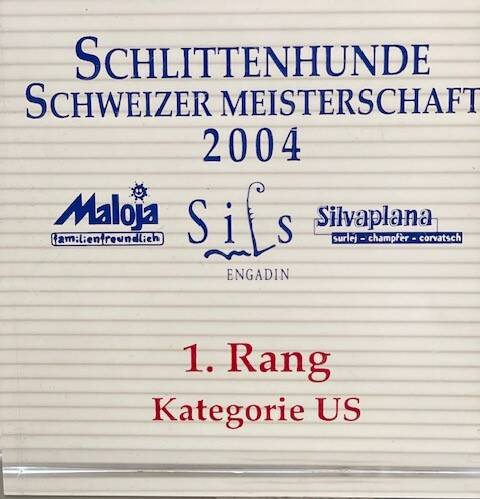 SCHLITTENHUNDE
SCHWEIZER MEISTERSCHAFT
2004
Maloja
familienfreundlich
Sils
ENGADIN
Silvaplana
surlej - champfèr - corvatsch
1. Rang
Kategorie US